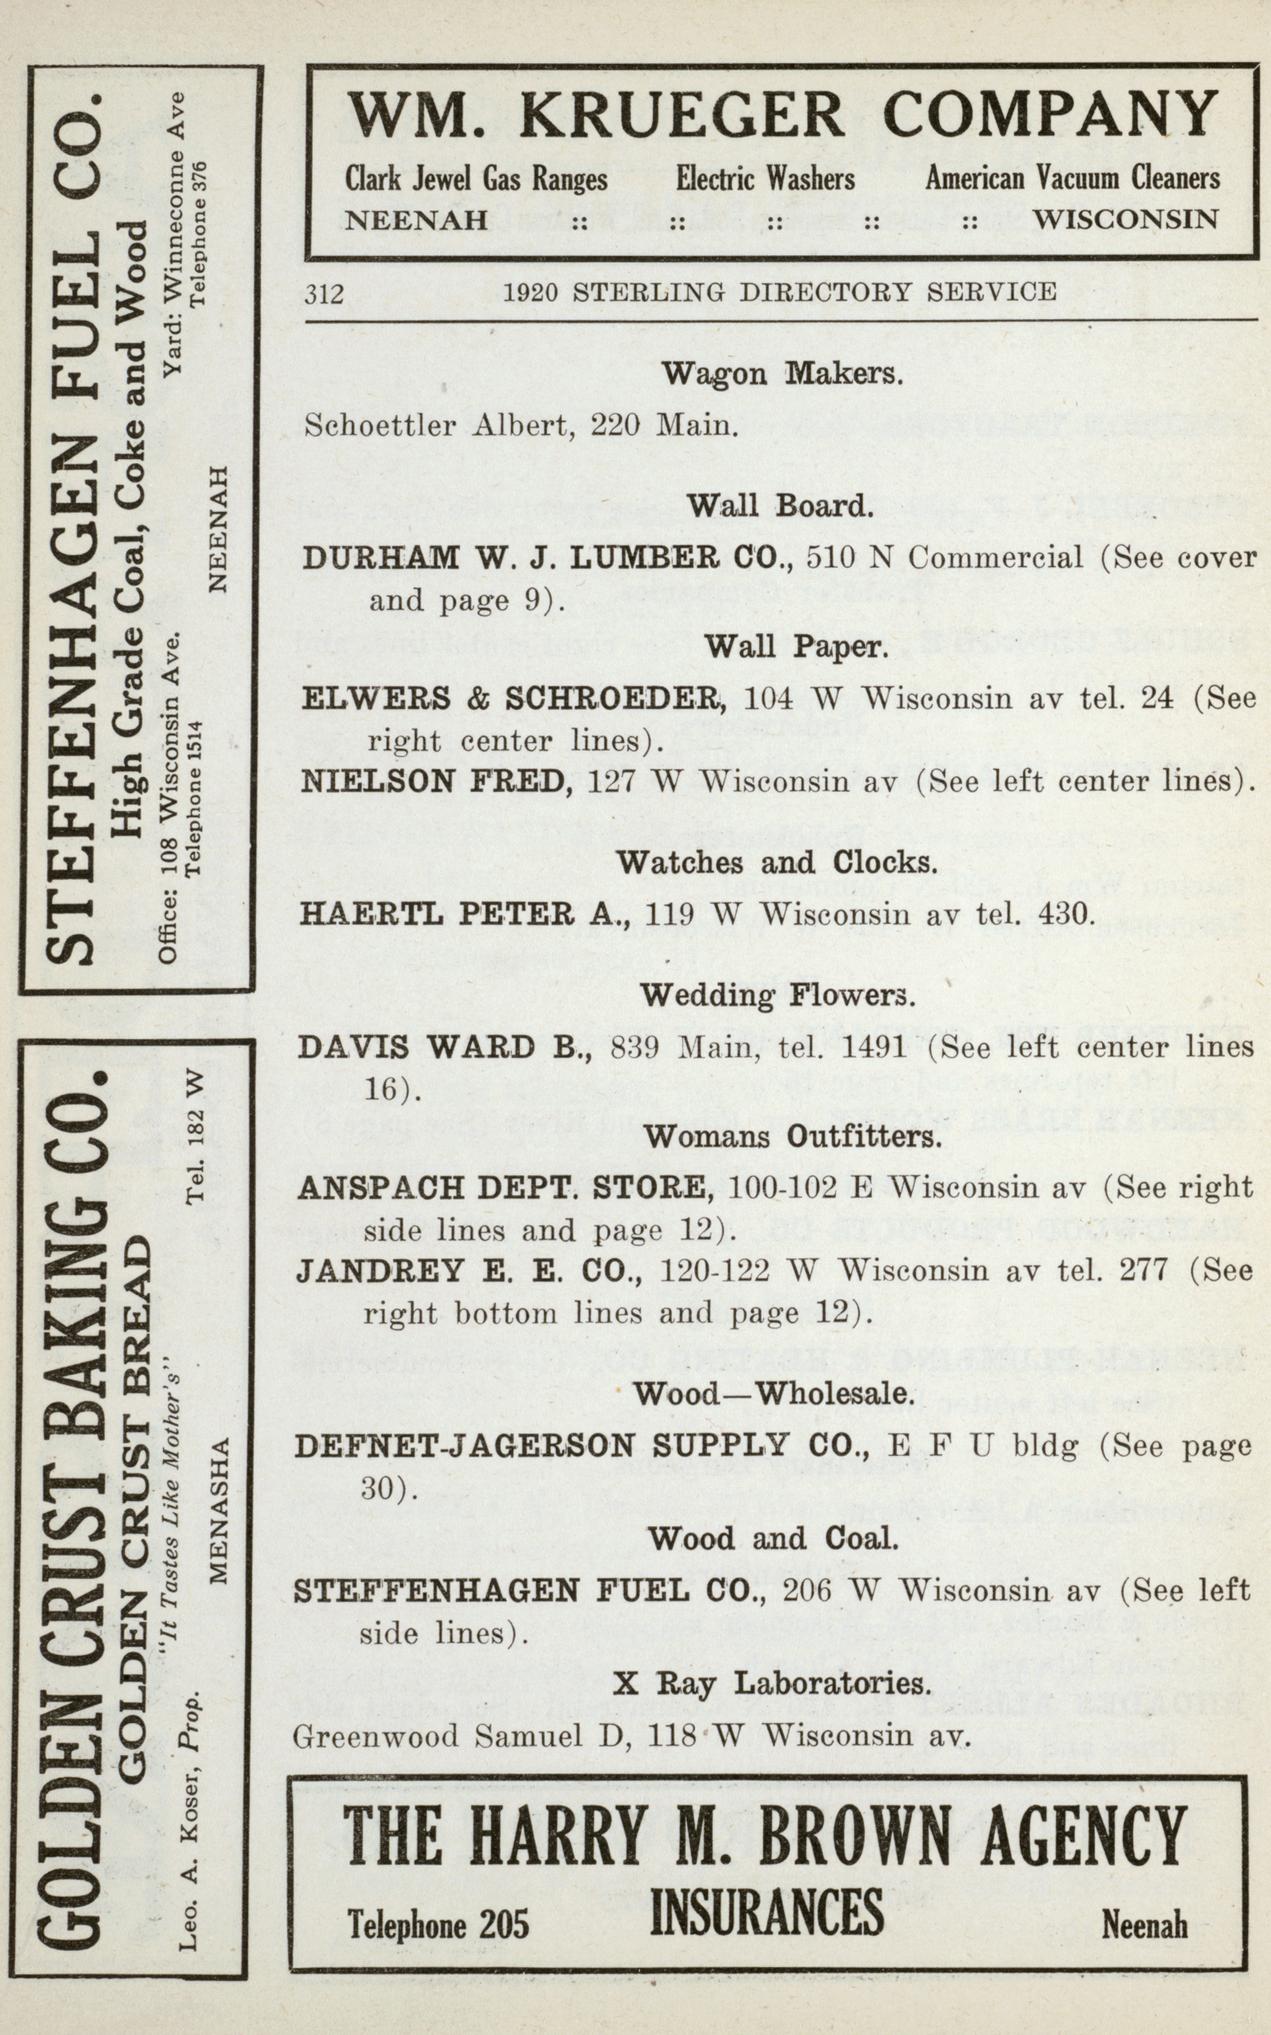 WM. KRUEGER COMPANY
Clark Jewel Gas Ranges Electric Washers American Vacuum Cleaners
NEENAH :: :: :: :: :: WISCONSIN
STEFFENHAGEN FUEL CO.
High Grade Coal, Coke and Wood
Office: 108 Wisconsin Ave. Yard: Winneconne Ave
Telephone 1514 Telephone 376
NEENAH
GOLDEN CRUST BAKING CO.
GOLDEN CRUST BREAD
"It Tastes Like Mother's"
Leo. A. Koser, Prop. Tel. 182 W
MENASHA
312 1920 STERLING DIRECTORY SERVICE
Wagon Makers.
Schoettler Albert, 220 Main.
Wall Board.
DURHAM W. J. LUMBER CO., 510 N Commercial (See cover
and page 9).
Wall Paper.
ELWERS & SCHROEDER, 104 W Wisconsin av tel. 24 (See
right center lines).
NIELSON FRED, 127 W Wisconsin av (See left center lines).
Watches and Clocks.
HAERTL PETER A., 119 W Wisconsin av tel. 430.
Wedding Flowers.
DAVIS WARD B., 839 Main, tel. 1491 (See left center lines
16).
Womans Outfitters.
ANSPACH DEPT. STORE, 100-102 E Wisconsin av (See right
side lines and page 12).
JANDREY E. E. CO., 120-122 W Wisconsin av tel. 277 (See
right bottom lines and page 12).
Wood—Wholesale.
DEFNET-JAGERSON SUPPLY CO., E F U bldg (See page
30).
Wood and Coal.
STEFFENHAGEN FUEL CO., 206 W Wisconsin av (See left
side lines).
X Ray Laboratories.
Greenwood Samuel D, 118 W Wisconsin av.
THE HARRY M. BROWN AGENCY
Telephone 205 INSURANCES Neenah